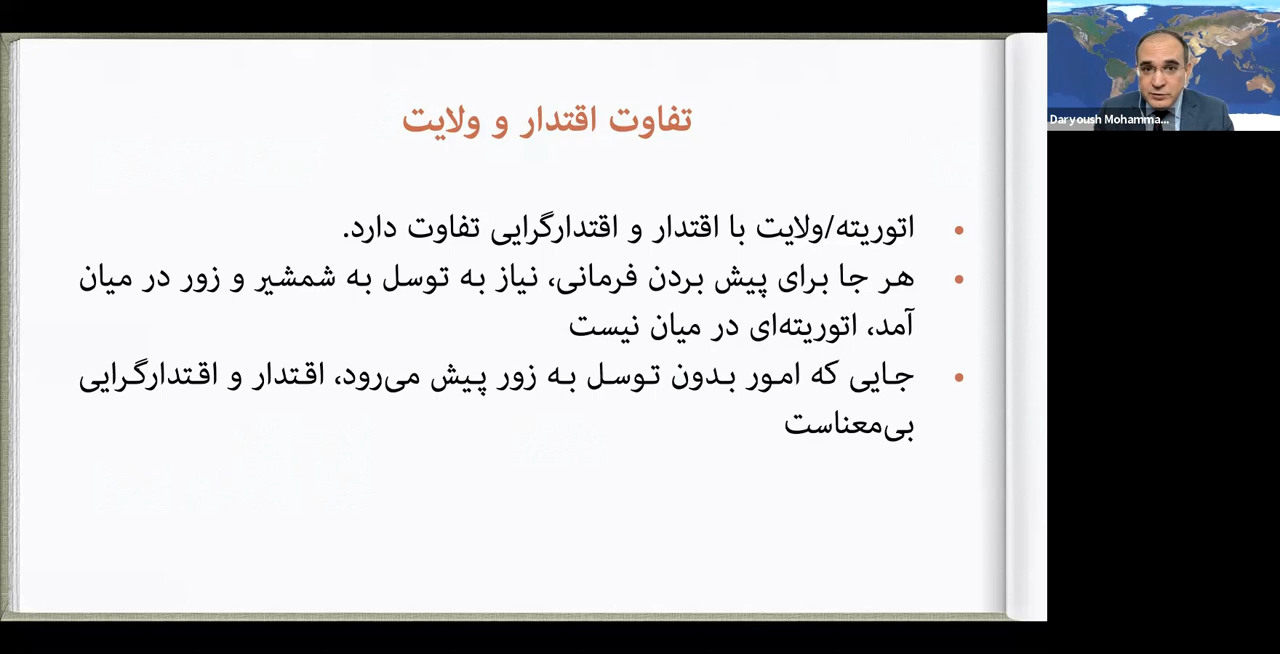 تفاوت اقتدار و ولایت
Daryoush Mohamma...
• اتوریته/ولایت با اقتدار و اقتدارگرایی تفاوت دارد.
• هر جا برای پیش بردن فرمانی، نیاز به توسل به شمشیر و زور در میان
آمد، اتوریته‌ای در میان نیست
• جایی که امور بدون توسل به زور پیش می‌رود، اقتدار و اقتدارگرایی
بی‌معناست